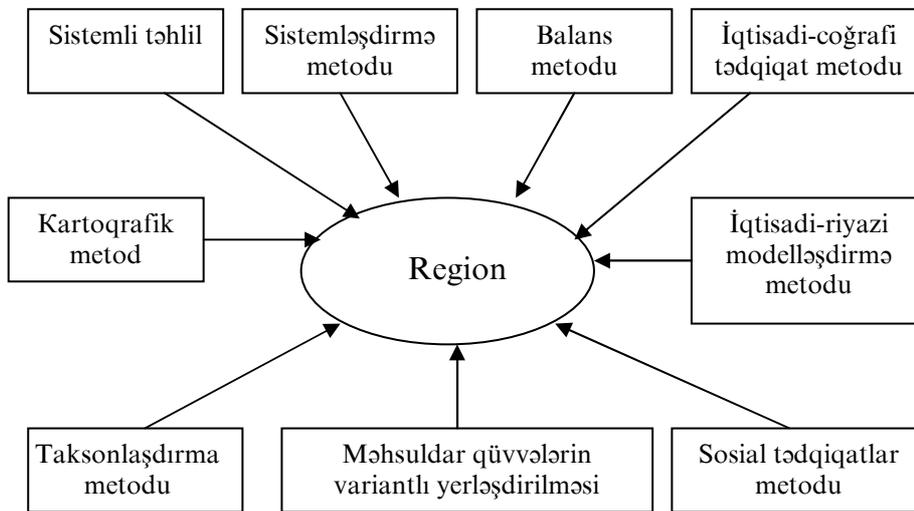 Sistemli təhlil
Sistemləşdirmə
metodu
Balans
metodu
İqtisadi-coğrafi
tədqiqat metodu
Kartoqrafik
metod
Region
İqtisadi-riyazi
modelləşdirmə
metodu
Taksonlaşdırma
metodu
Məhsuldar qüvvələrin
variantlı yerləşdirilməsi
Sosial tədqiqatlar
metodu